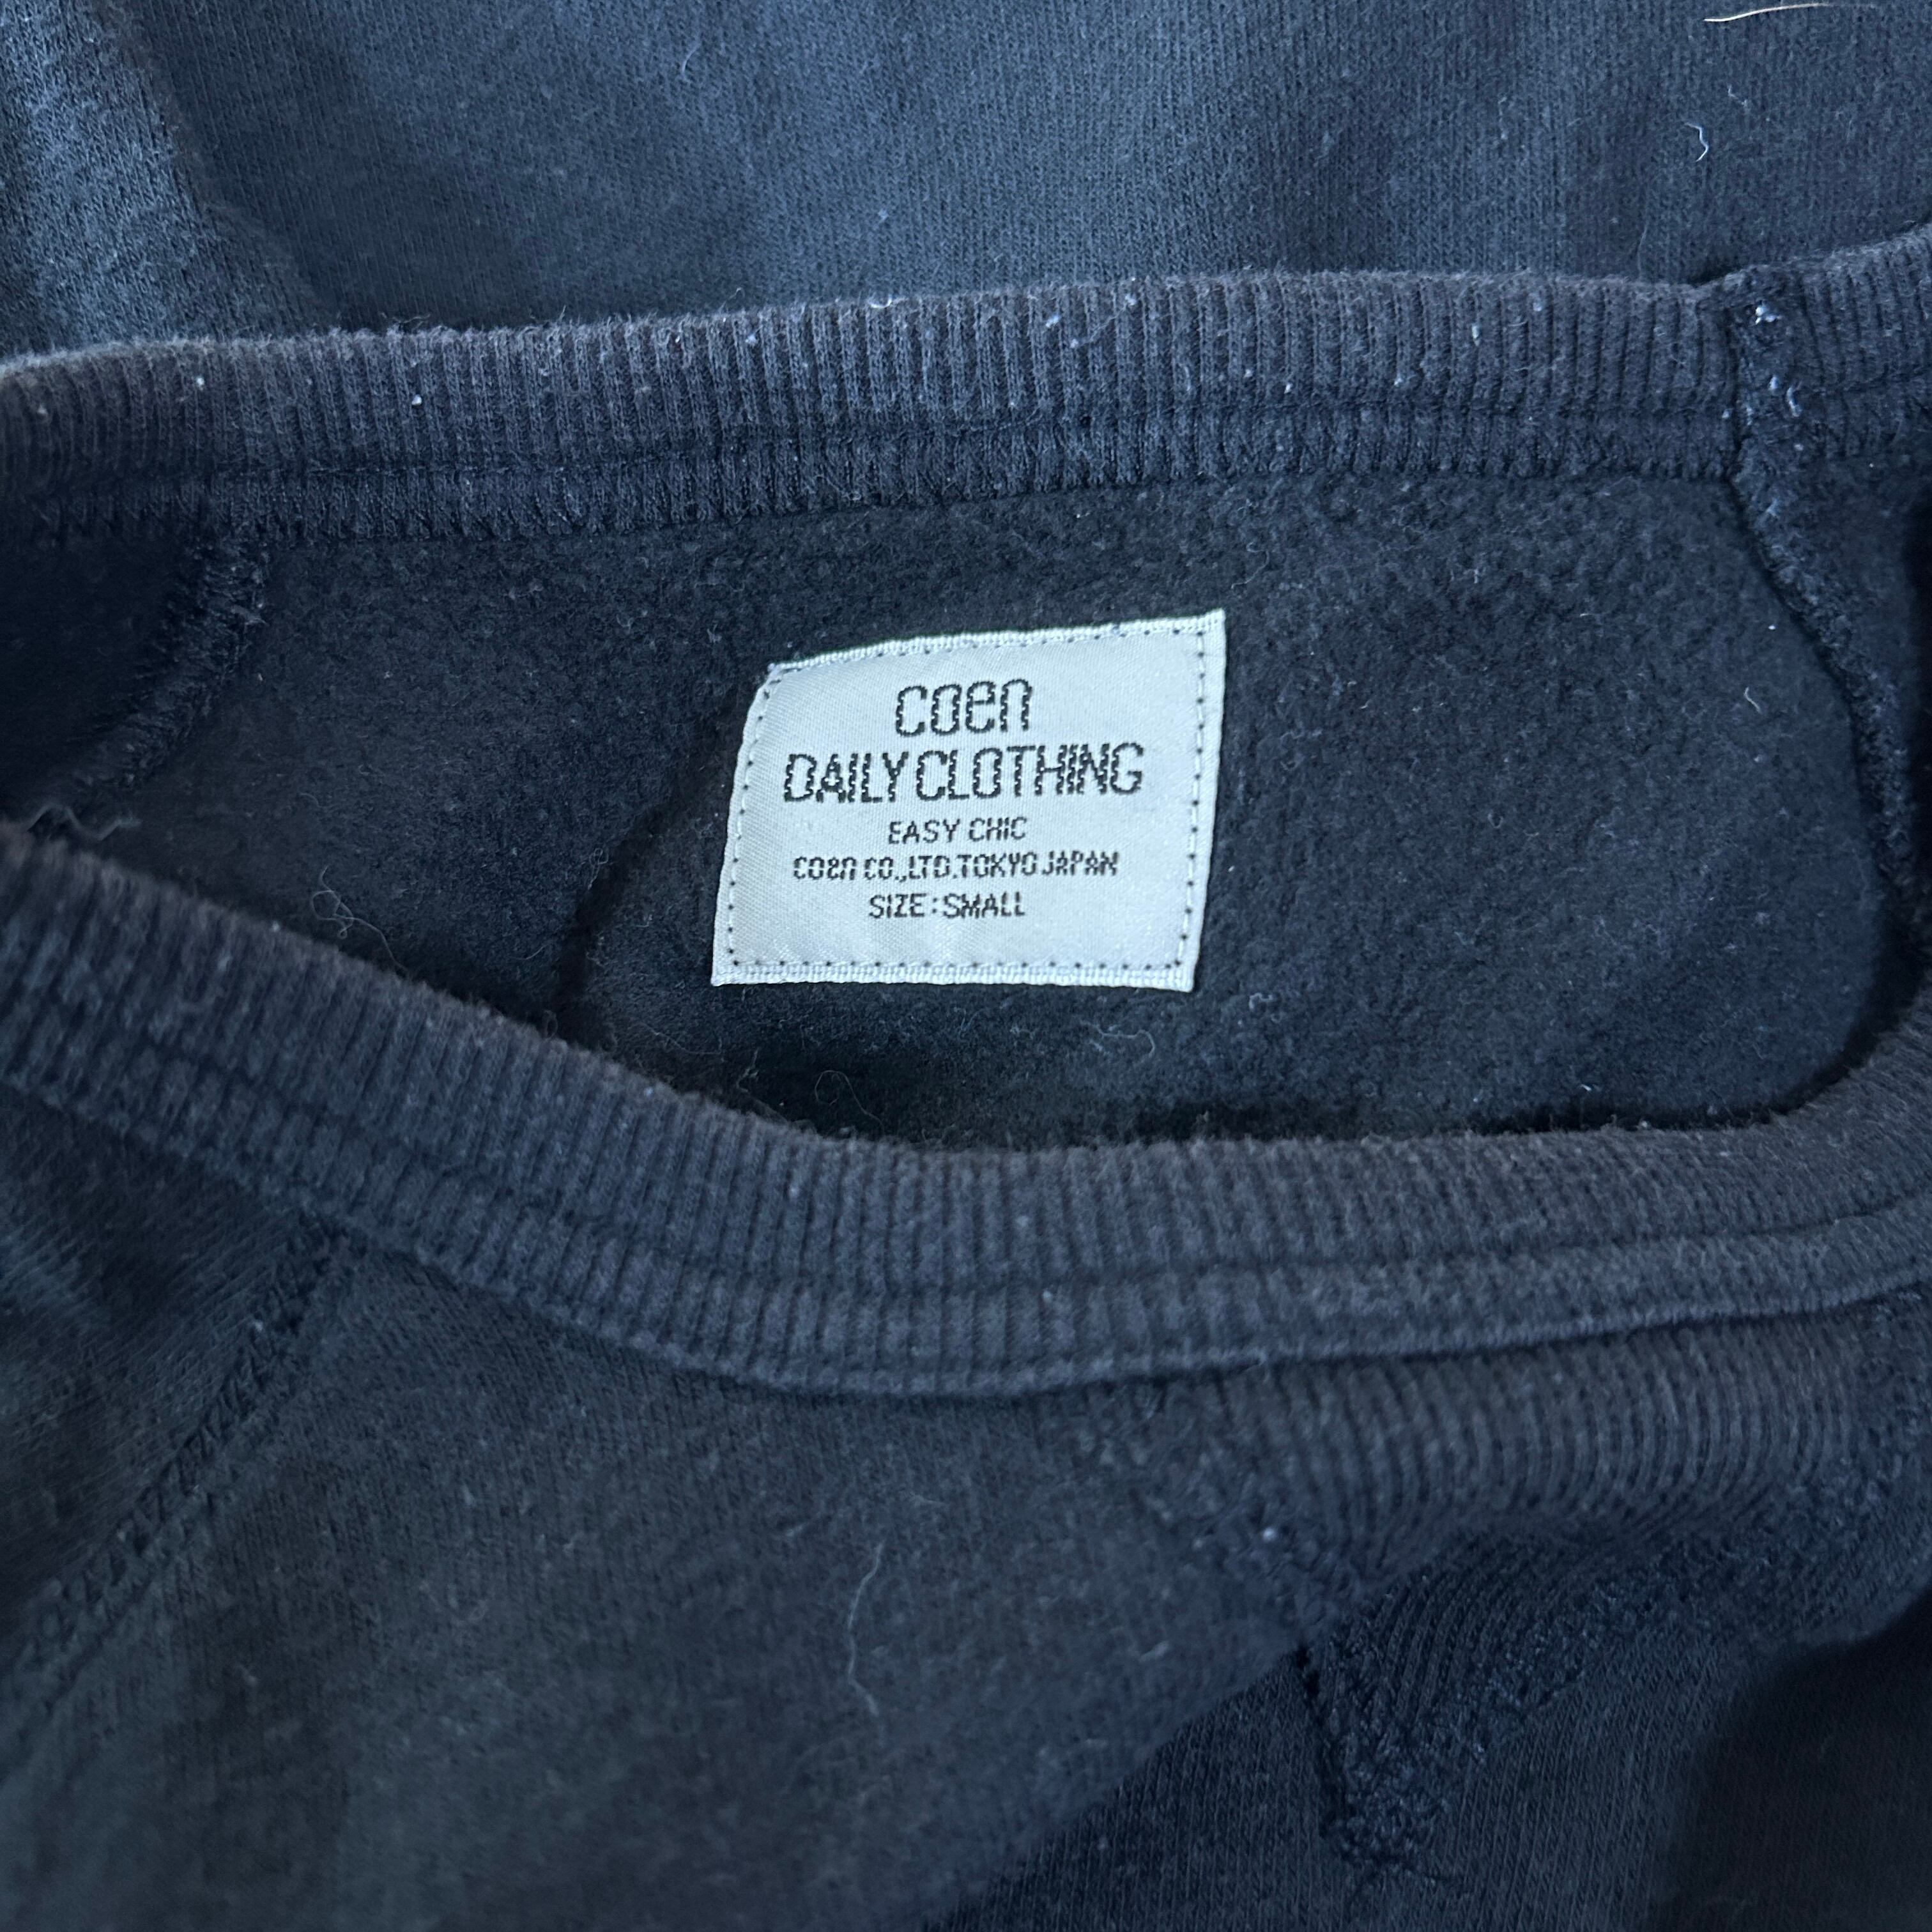 coen
DAILY CLOTHING
EASY CHIC
coen CO.,LTD.TOKYO JAPAN
SIZE:SMALL